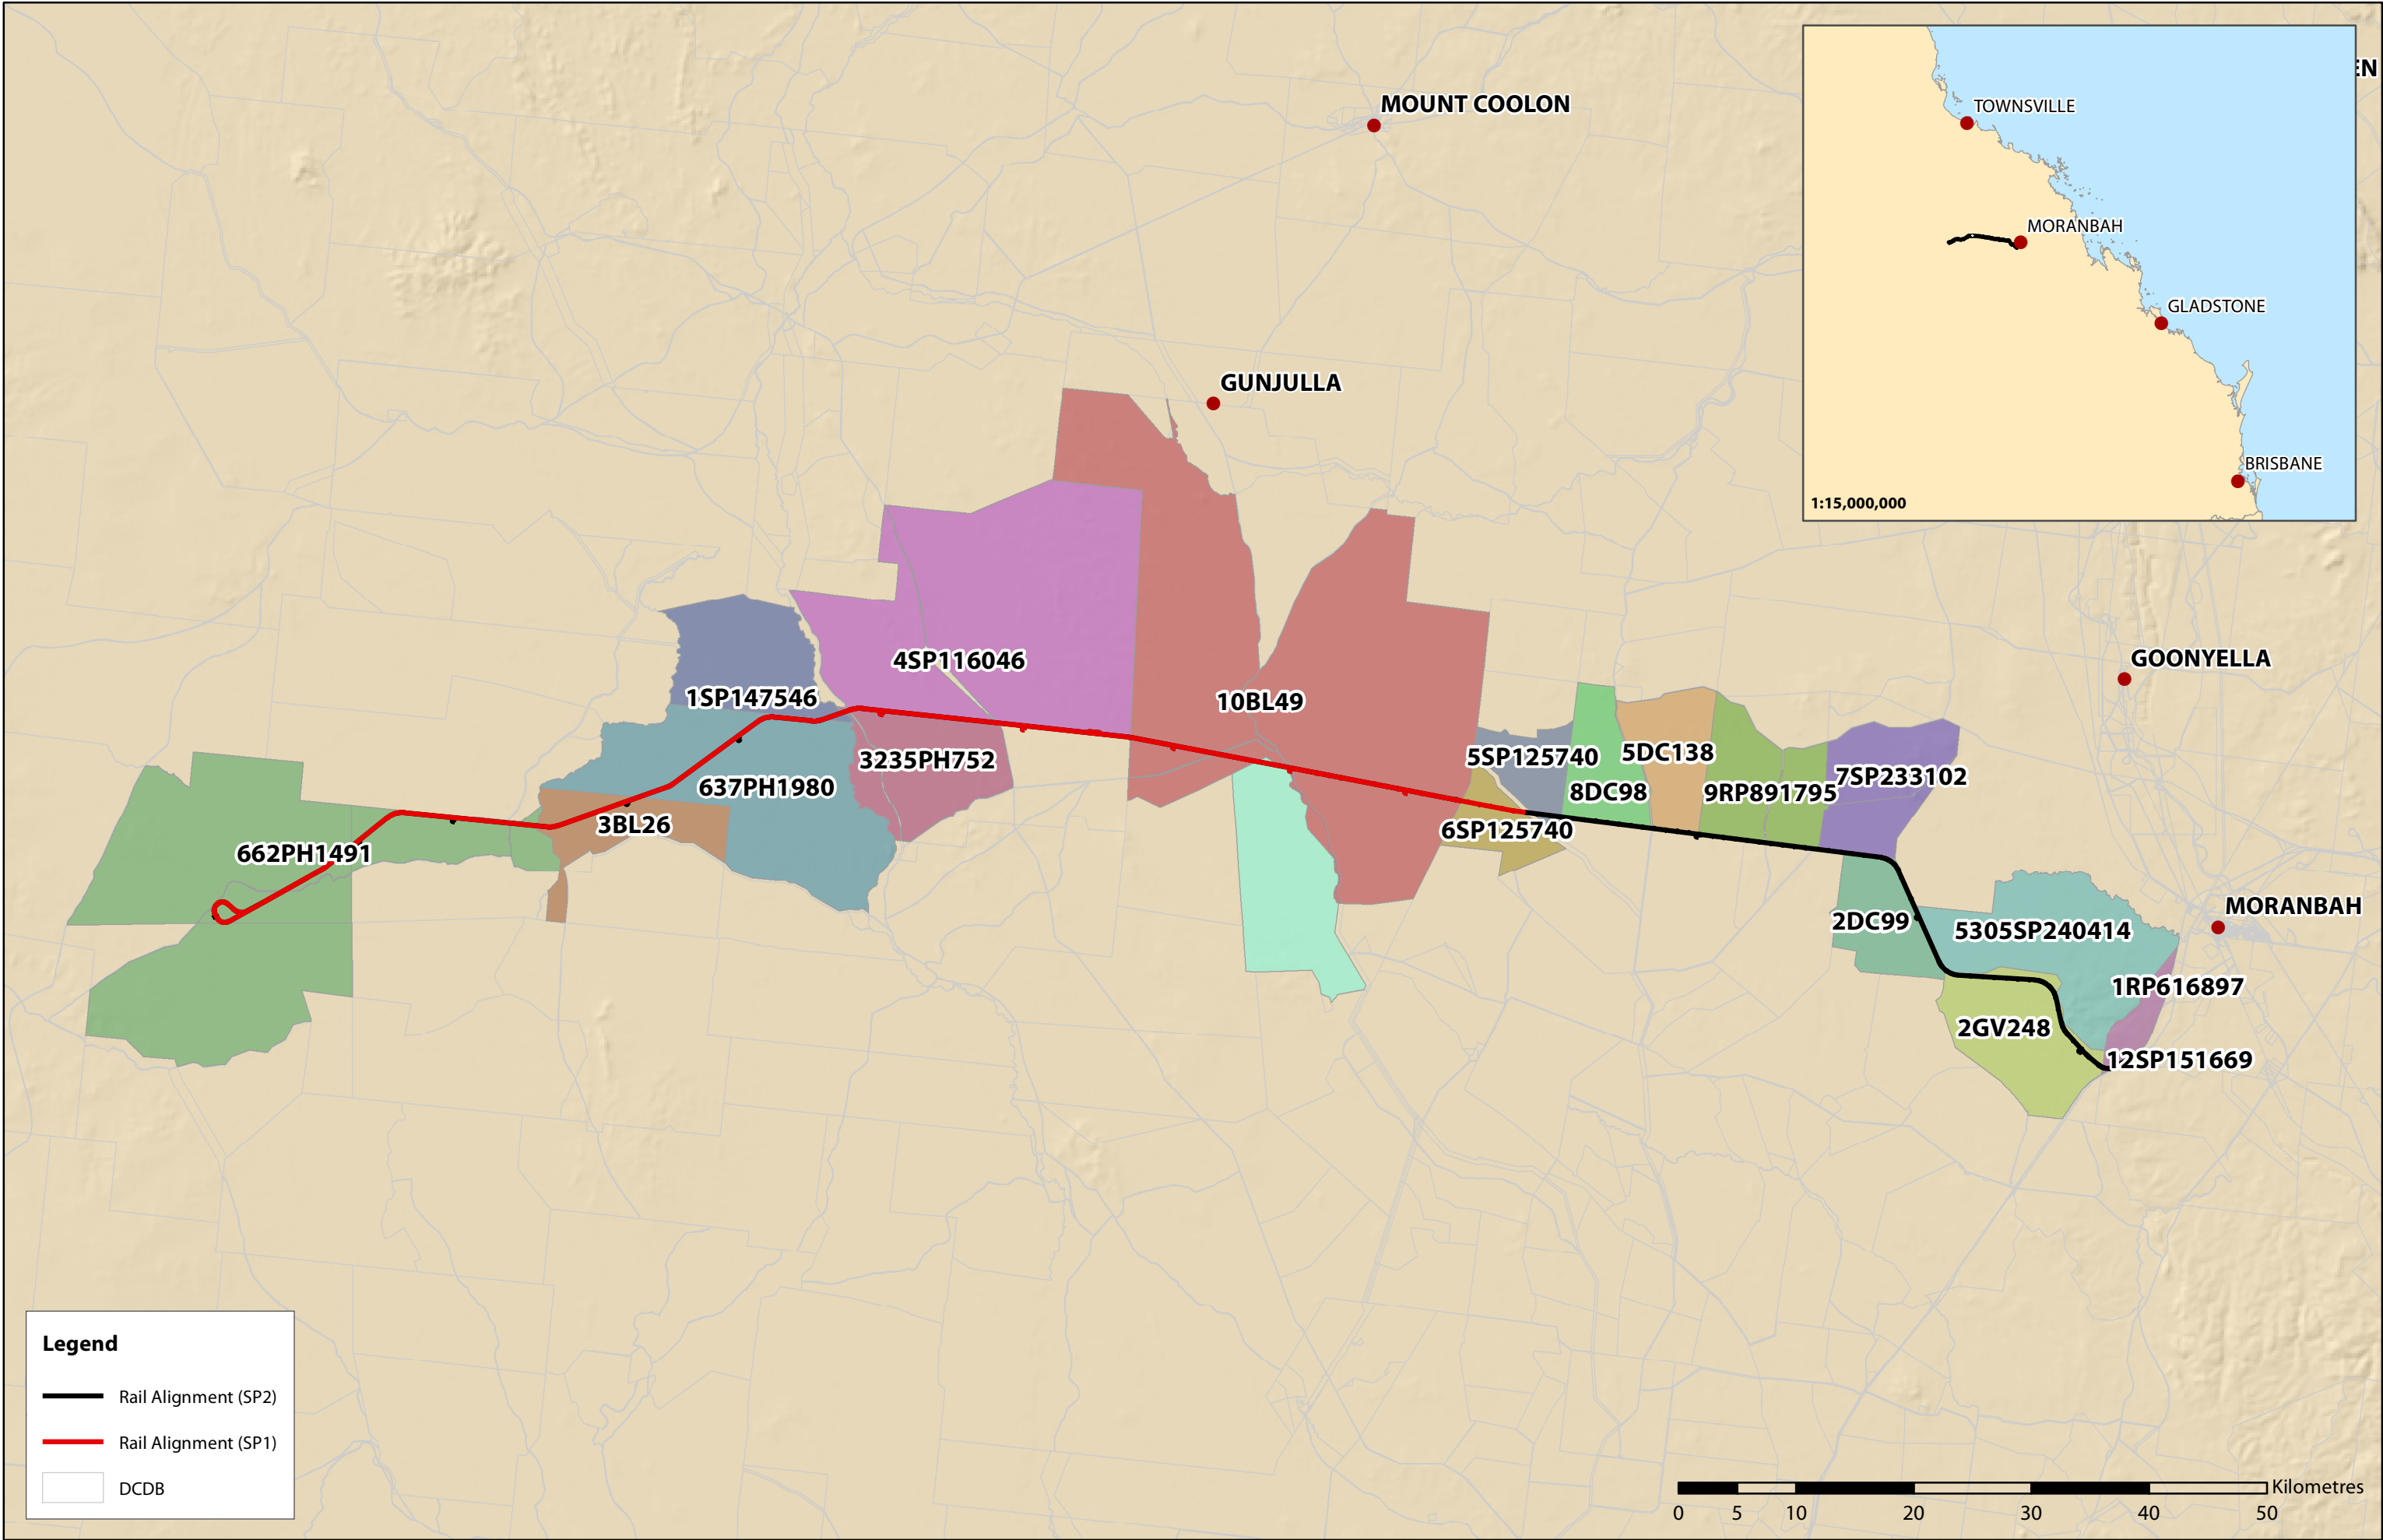 EN
MOUNT COOLON
TOWNSVILLE
MORANBAH
GLADSTONE
BRISBANE
1:15,000,000
GUNJULLA
GOONYELLA
4SP116046
1SP147546
10BL49
5SP125740
5DC138
3235PH752
7SP233102
637PH1980
8DC98
9RP891795
3BL26
6SP125740
662PH1491
MORANBAH
2DC99
5305SP240414
1RP616897
2GV248
12SP151669
Legend
Rail Alignment (SP2)
Rail Alignment (SP1)
DCDB
Kilometres
0 5 10 20 30 40 50